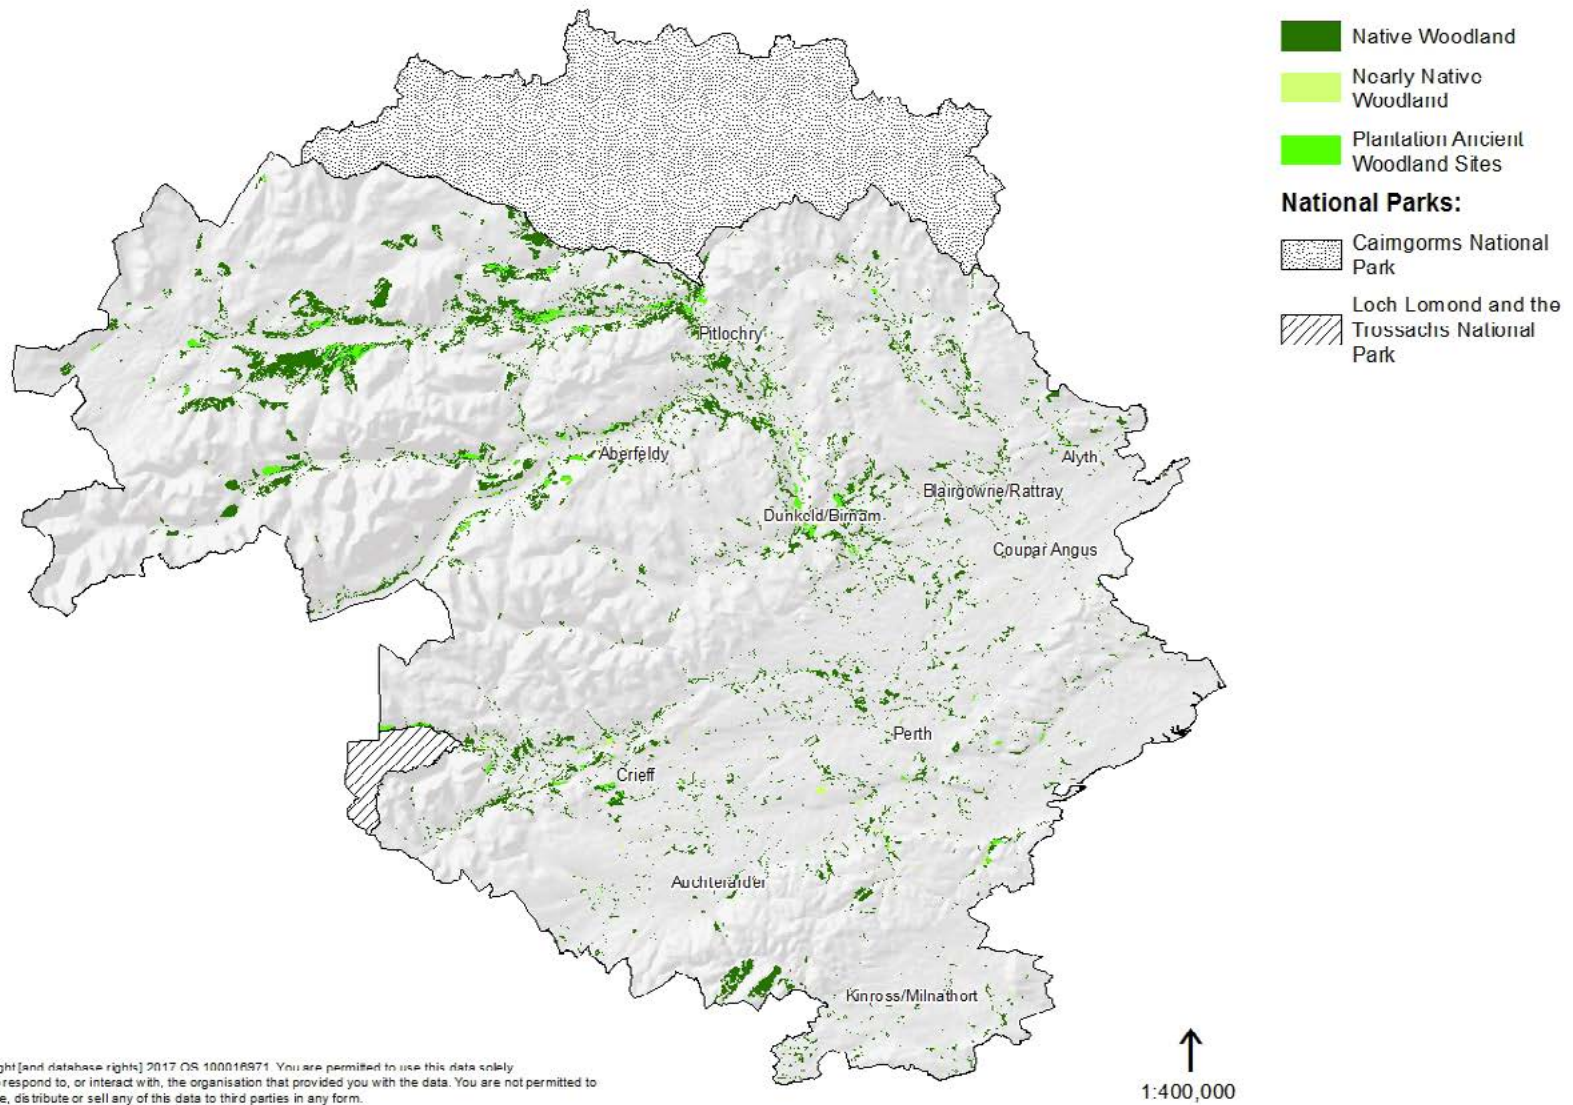 Native Woodland
Nearly Native
Woodland
Plantation Ancient
Woodland Sites
National Parks:
Cairngorms National
Park
Loch Lomond and the
Trossachs National
Park
Pitlochry
Aberfeldy
Alyth
Blairgowrie/Rattray
Dunkeld/Birnam
Coupar Angus
Perth
Crieff
Auchterarder
Kinross/Milnathort
ght [and database rights] 2017 OS 100016971. You are permitted to use this data solely
respond to, or interact with, the organisation that provided you with the data. You are not permitted to
e, distribute or sell any of this data to third parties in any form.
1:400,000